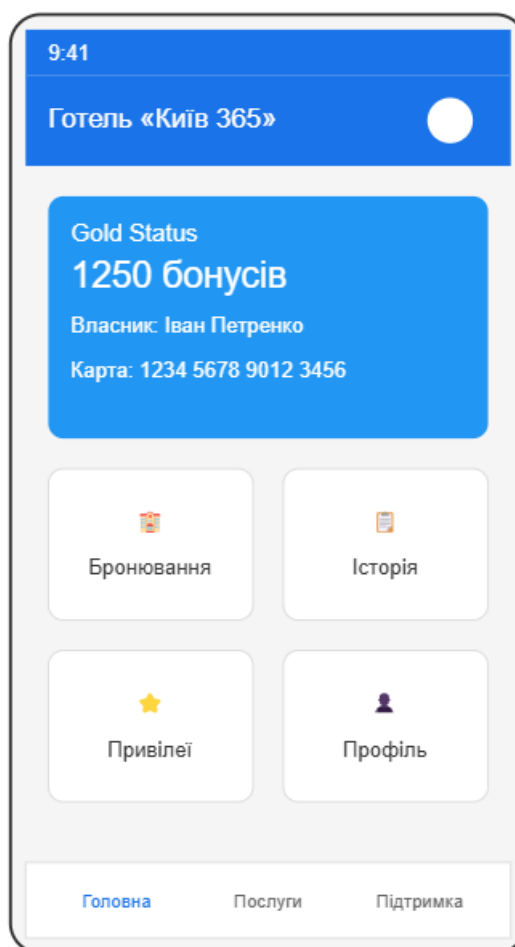 9:41
Готель «Київ 365»
Gold Status
1250 бонусів
Власник: Іван Петренко
Карта: 1234 5678 9012 3456
Бронювання
Історія
Привілеї
Профіль
Головна Послуги Підтримка